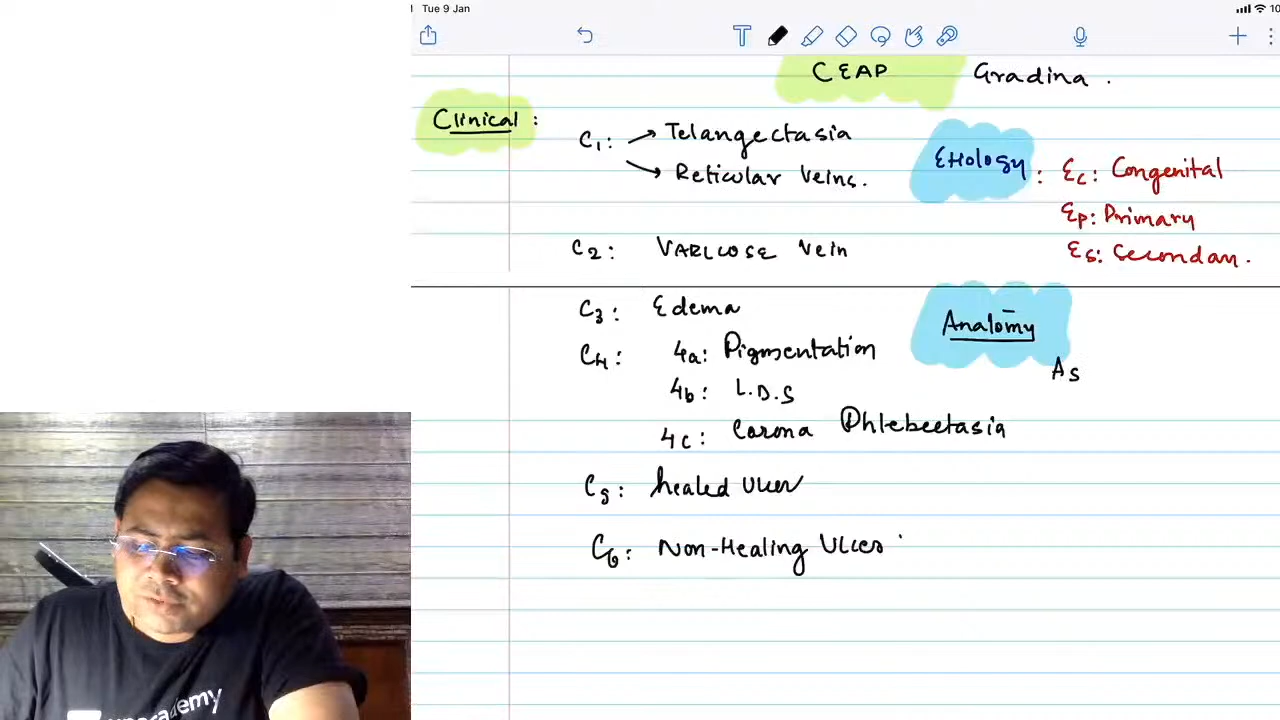 Tue 9 Jan
10
CEAP Gradina .
Clinical :
C1: Telangectasia
Reticular Veins.
C2: VARICOSE Vein
C3: Edema
C4: 4a: Pigmentation
4b: L.D.S
4c: Corona Phlebectasia
C5: healed Ulcer
C6: Non-Healing Ulcer
Etiology : Ec: Congenital
Ep: Primary
Es: Secondary.
Anatomy
As